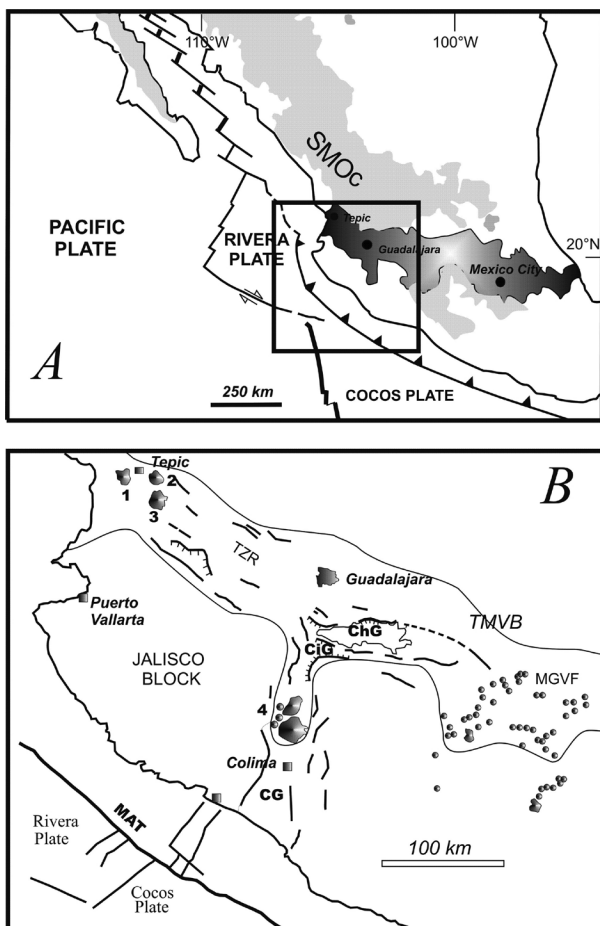 110°W
100°W
SMOc
PACIFIC
PLATE
RIVERA
PLATE
Tepic
Guadalajara
20°N
Mexico City
A
250 km
COCOS PLATE
B
Tepic
1
2
3
TZR
Guadalajara
Puerto
Vallarta
ChG
TMVB
CiG
JALISCO
BLOCK
MGVF
4
Colima
CG
MAT
Rivera
Plate
100 km
Cocos
Plate